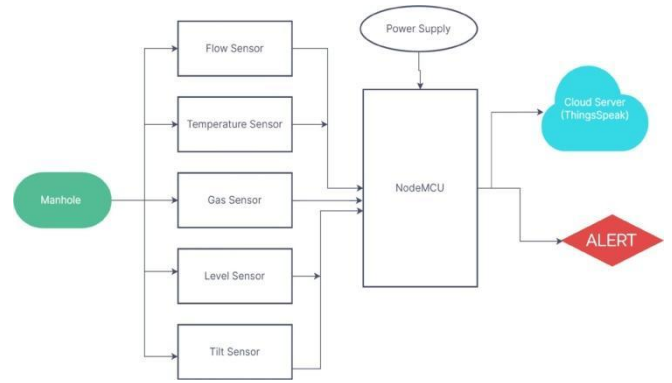 Power Supply
Flow Sensor
Temperature Sensor
Manhole
Gas Sensor
Level Sensor
Tilt Sensor
NodeMCU
Cloud Server
(ThingsSpeak)
ALERT